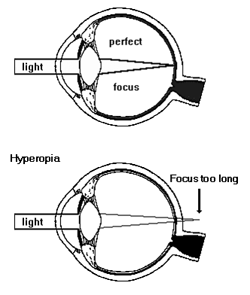 perfect
light
focus
Hyperopia
Focus too long
light